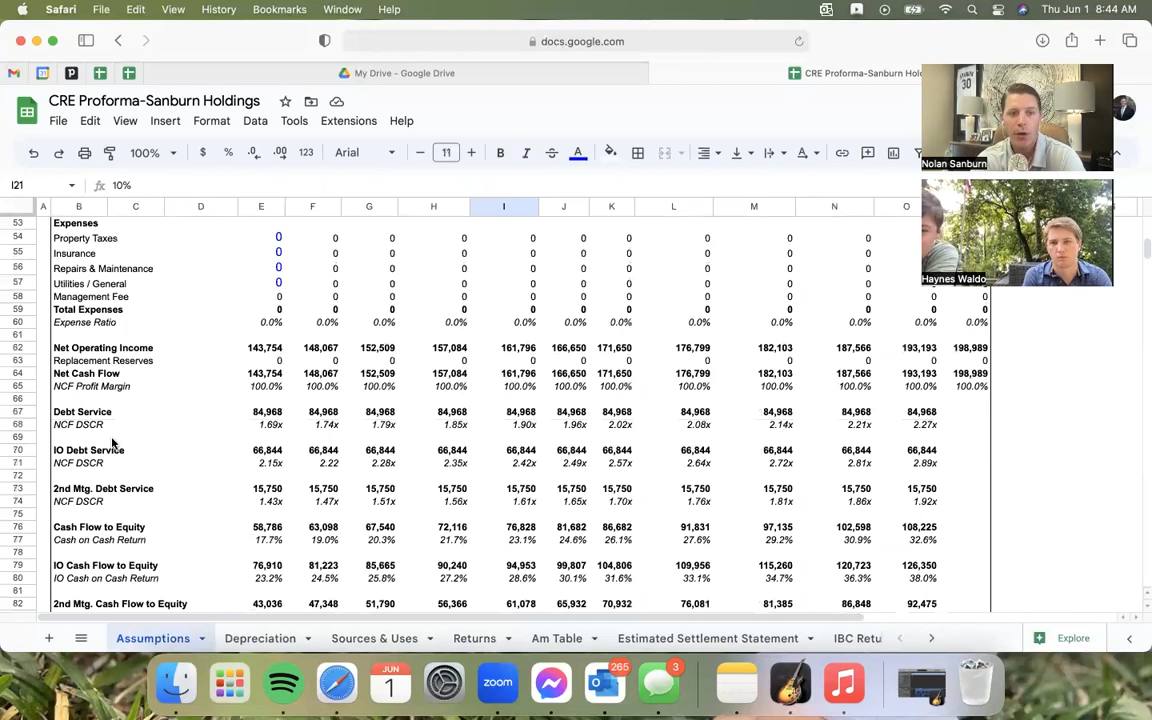 Safari File Edit View History Bookmarks Window Help Thu Jun 1 8:44 AM
docs.google.com
My Drive - Google Drive CRE Proforma-Sanburn Hol
CRE Proforma-Sanburn Holdings
File Edit View Insert Format Data Tools Extensions Help
100% $ % .0 .00 123 Arial 11 B I A
I21 10%
A B C D E F G H I J K L M N O
53 Expenses
54 Property Taxes 0 0 0 0 0 0 0 0 0 0
55 Insurance 0 0 0 0 0 0 0 0 0 0
56 Repairs & Maintenance 0 0 0 0 0 0 0 0 0 0
57 Utilities / General 0 0 0 0 0 0 0 0 0 0
58 Management Fee 0 0 0 0 0 0 0 0 0 0 0 0
59 Total Expenses 0 0 0 0 0 0 0 0 0 0 0 0
60 Expense Ratio 0.0% 0.0% 0.0% 0.0% 0.0% 0.0% 0.0% 0.0% 0.0% 0.0% 0.0% 0.0%
61
62 Net Operating Income 143,754 148,067 152,509 157,084 161,796 166,650 171,650 176,799 182,103 187,566 193,193 198,989
63 Replacement Reserves 0 0 0 0 0 0 0 0 0 0 0 0
64 Net Cash Flow 143,754 148,067 152,509 157,084 161,796 166,650 171,650 176,799 182,103 187,566 193,193 198,989
65 NCF Profit Margin 100.0% 100.0% 100.0% 100.0% 100.0% 100.0% 100.0% 100.0% 100.0% 100.0% 100.0% 100.0%
66
67 Debt Service 84,968 84,968 84,968 84,968 84,968 84,968 84,968 84,968 84,968 84,968 84,968
68 NCF DSCR 1.69x 1.74x 1.79x 1.85x 1.90x 1.96x 2.02x 2.08x 2.14x 2.21x 2.27x
69
70 IO Debt Service 66,844 66,844 66,844 66,844 66,844 66,844 66,844 66,844 66,844 66,844 66,844
71 NCF DSCR 2.15x 2.22 2.28x 2.35x 2.42x 2.49x 2.57x 2.64x 2.72x 2.81x 2.89x
72
73 2nd Mtg. Debt Service 15,750 15,750 15,750 15,750 15,750 15,750 15,750 15,750 15,750 15,750 15,750
74 NCF DSCR 1.43x 1.47x 1.51x 1.56x 1.61x 1.65x 1.70x 1.76x 1.81x 1.86x 1.92x
75
76 Cash Flow to Equity 58,786 63,098 67,540 72,116 76,828 81,682 86,682 91,831 97,135 102,598 108,225
77 Cash on Cash Return 17.7% 19.0% 20.3% 21.7% 23.1% 24.6% 26.1% 27.6% 29.2% 30.9% 32.6%
78
79 IO Cash Flow to Equity 76,910 81,223 85,665 90,240 94,953 99,807 104,806 109,956 115,260 120,723 126,350
80 IO Cash on Cash Return 23.2% 24.5% 25.8% 27.2% 28.6% 30.1% 31.6% 33.1% 34.7% 36.3% 38.0%
81
82 2nd Mtg. Cash Flow to Equity 43,036 47,348 51,790 56,366 61,078 65,932 70,932 76,081 81,385 86,848 92,475
Assumptions Depreciation Sources & Uses Returns Am Table Estimated Settlement Statement IBC Retu Explore
Nolan Sanburn
Haynes Waldo
30
JUN
1
zoom
265
3